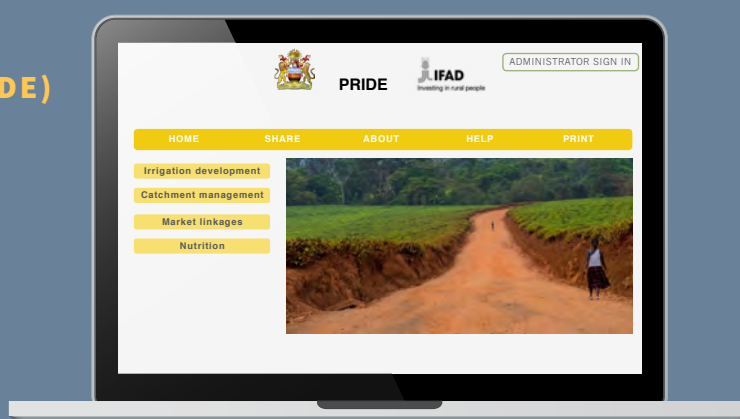 DE)
ADMINISTRATOR SIGN IN
PRIDE
IFAD
Investing in rural people
HOME SHARE ABOUT HELP PRINT
Irrigation development
Catchment management
Market linkages
Nutrition